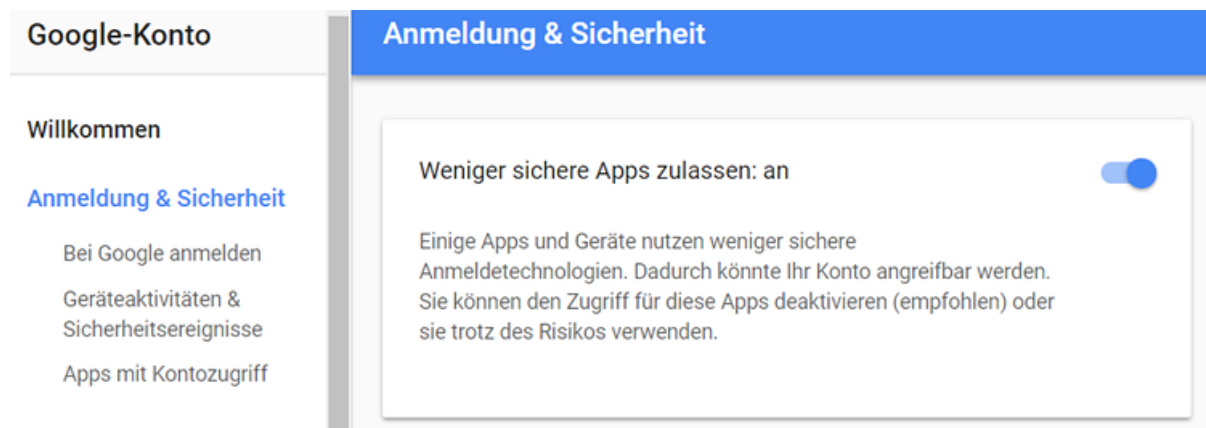 Google-Konto
Willkommen
Anmeldung & Sicherheit
Bei Google anmelden
Geräteaktivitäten &
Sicherheitsereignisse
Apps mit Kontozugriff
Anmeldung & Sicherheit
Weniger sichere Apps zulassen: an
Einige Apps und Geräte nutzen weniger sichere
Anmeldetechnologien. Dadurch könnte Ihr Konto angreifbar werden.
Sie können den Zugriff für diese Apps deaktivieren (empfohlen) oder
sie trotz des Risikos verwenden.